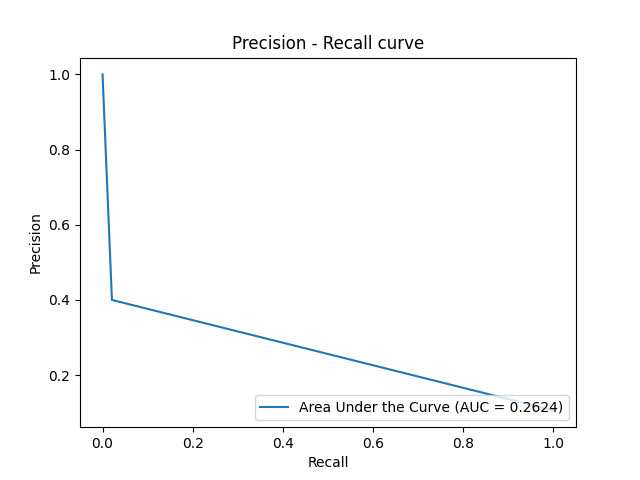 Precision - Recall curve
1.0
0.8
0.6
0.4
0.2
Precision
Area Under the Curve (AUC = 0.2624)
0.0 0.2 0.4 0.6 0.8 1.0
Recall